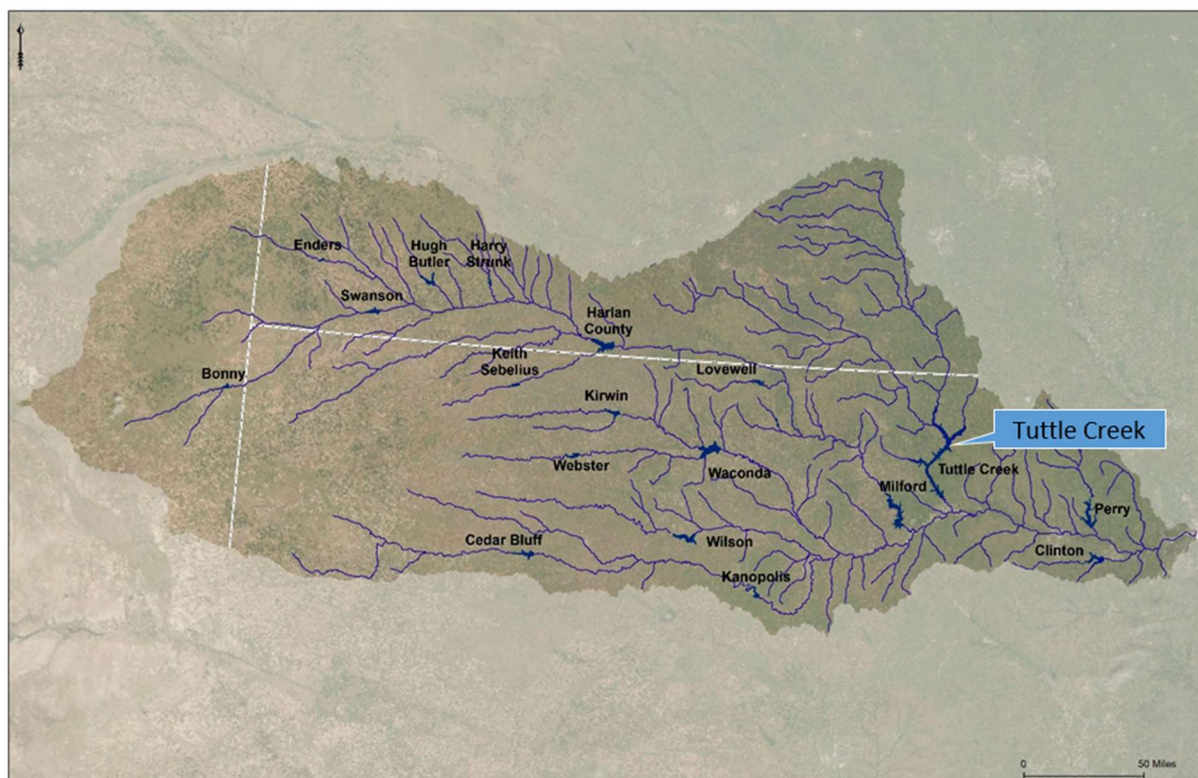 Enders
Hugh
Butler
Harry
Strunk
Swanson
Harlan
County
Bonny
Keith
Sebelius
Lovewell
Kirwin
Tuttle Creek
Webster
Waconda
Tuttle Creek
Milford
Perry
Cedar Bluff
Wilson
Clinton
Kanopolis
0 50 Miles